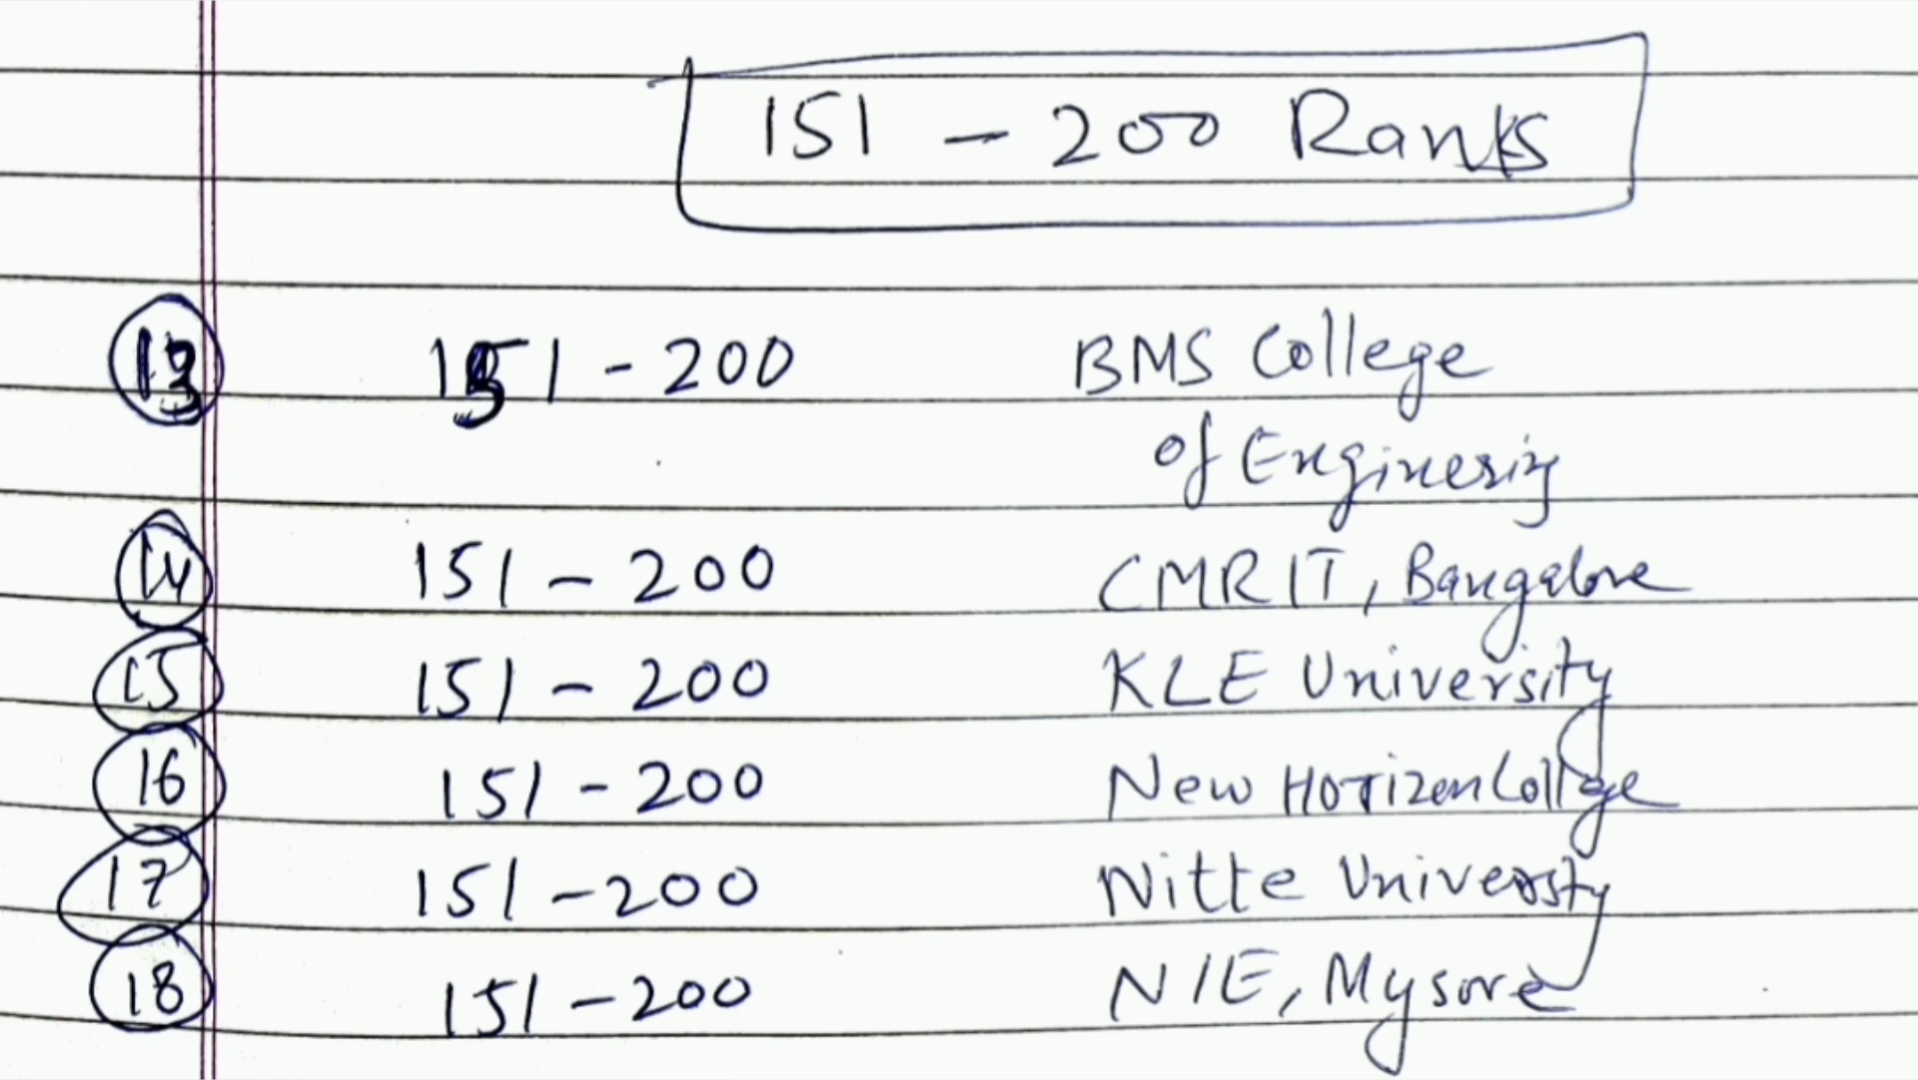 151 - 200 Ranks
13 151 - 200 BMS College
of Enginering
14 151 - 200 CMRIT, Bangalore
15 151 - 200 KLE University
16 151 - 200 New Horizon College
17 151 - 200 Nitte University
18 151 - 200 NIE, Mysore